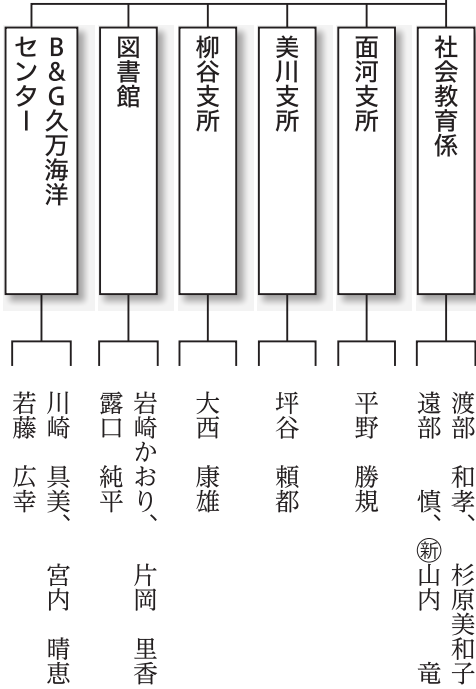 社会教育係
渡部　和孝、　杉原美和子
遠部　　慎、㊟山内　　竜
面河支所
平野　勝規
美川支所
坪谷　頼都
柳谷支所
大西　康雄
図書館
岩崎かおり、　片岡　里香
露口　純平
B&G久万海洋
センター
川崎　具美、　宮内　晴恵
若藤　広幸